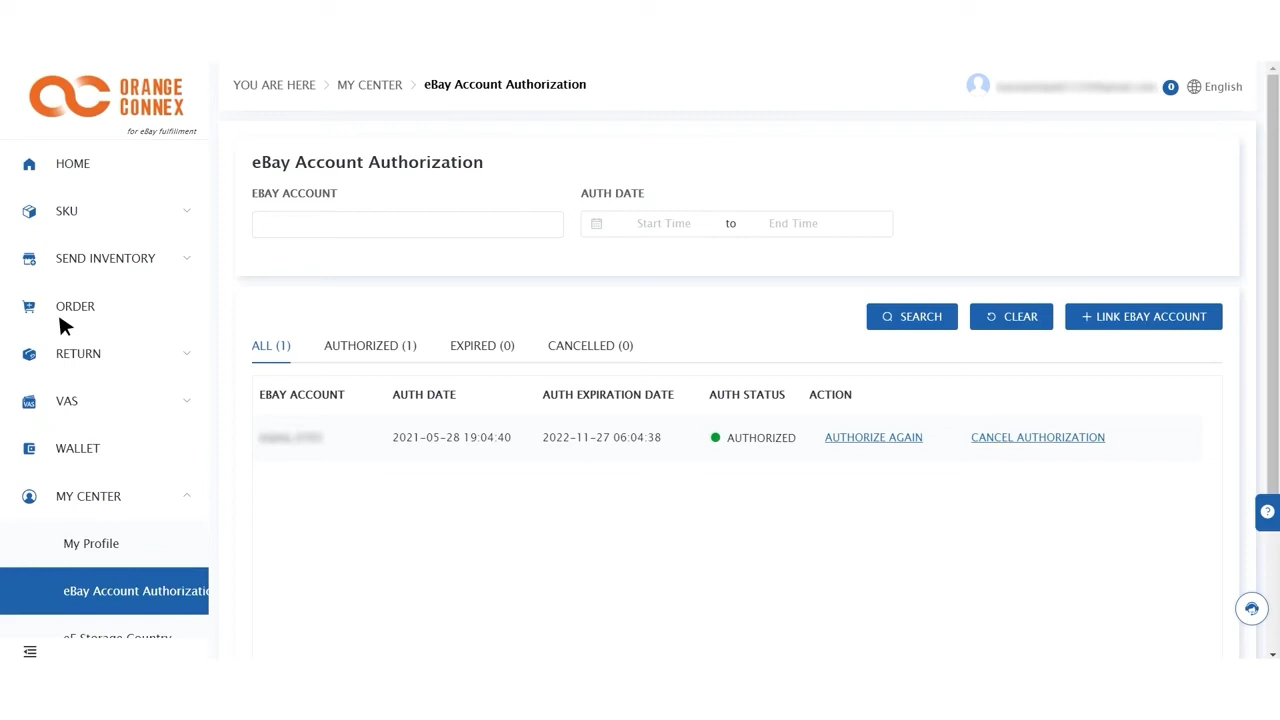 ORANGE
CONNEX
for eBay fulfillment
HOME
SKU
SEND INVENTORY
ORDER
RETURN
VAS
VAS
WALLET
MY CENTER
My Profile
eBay Account Authorizatio
eF Storage Country
YOU ARE HERE > MY CENTER > eBay Account Authorization
0
English
eBay Account Authorization
EBAY ACCOUNT AUTH DATE
Start Time to End Time
SEARCH CLEAR + LINK EBAY ACCOUNT
ALL (1) AUTHORIZED (1) EXPIRED (0) CANCELLED (0)
EBAY ACCOUNT AUTH DATE AUTH EXPIRATION DATE AUTH STATUS ACTION
2021-05-28 19:04:40 2022-11-27 06:04:38 AUTHORIZED AUTHORIZE AGAIN CANCEL AUTHORIZATION
?